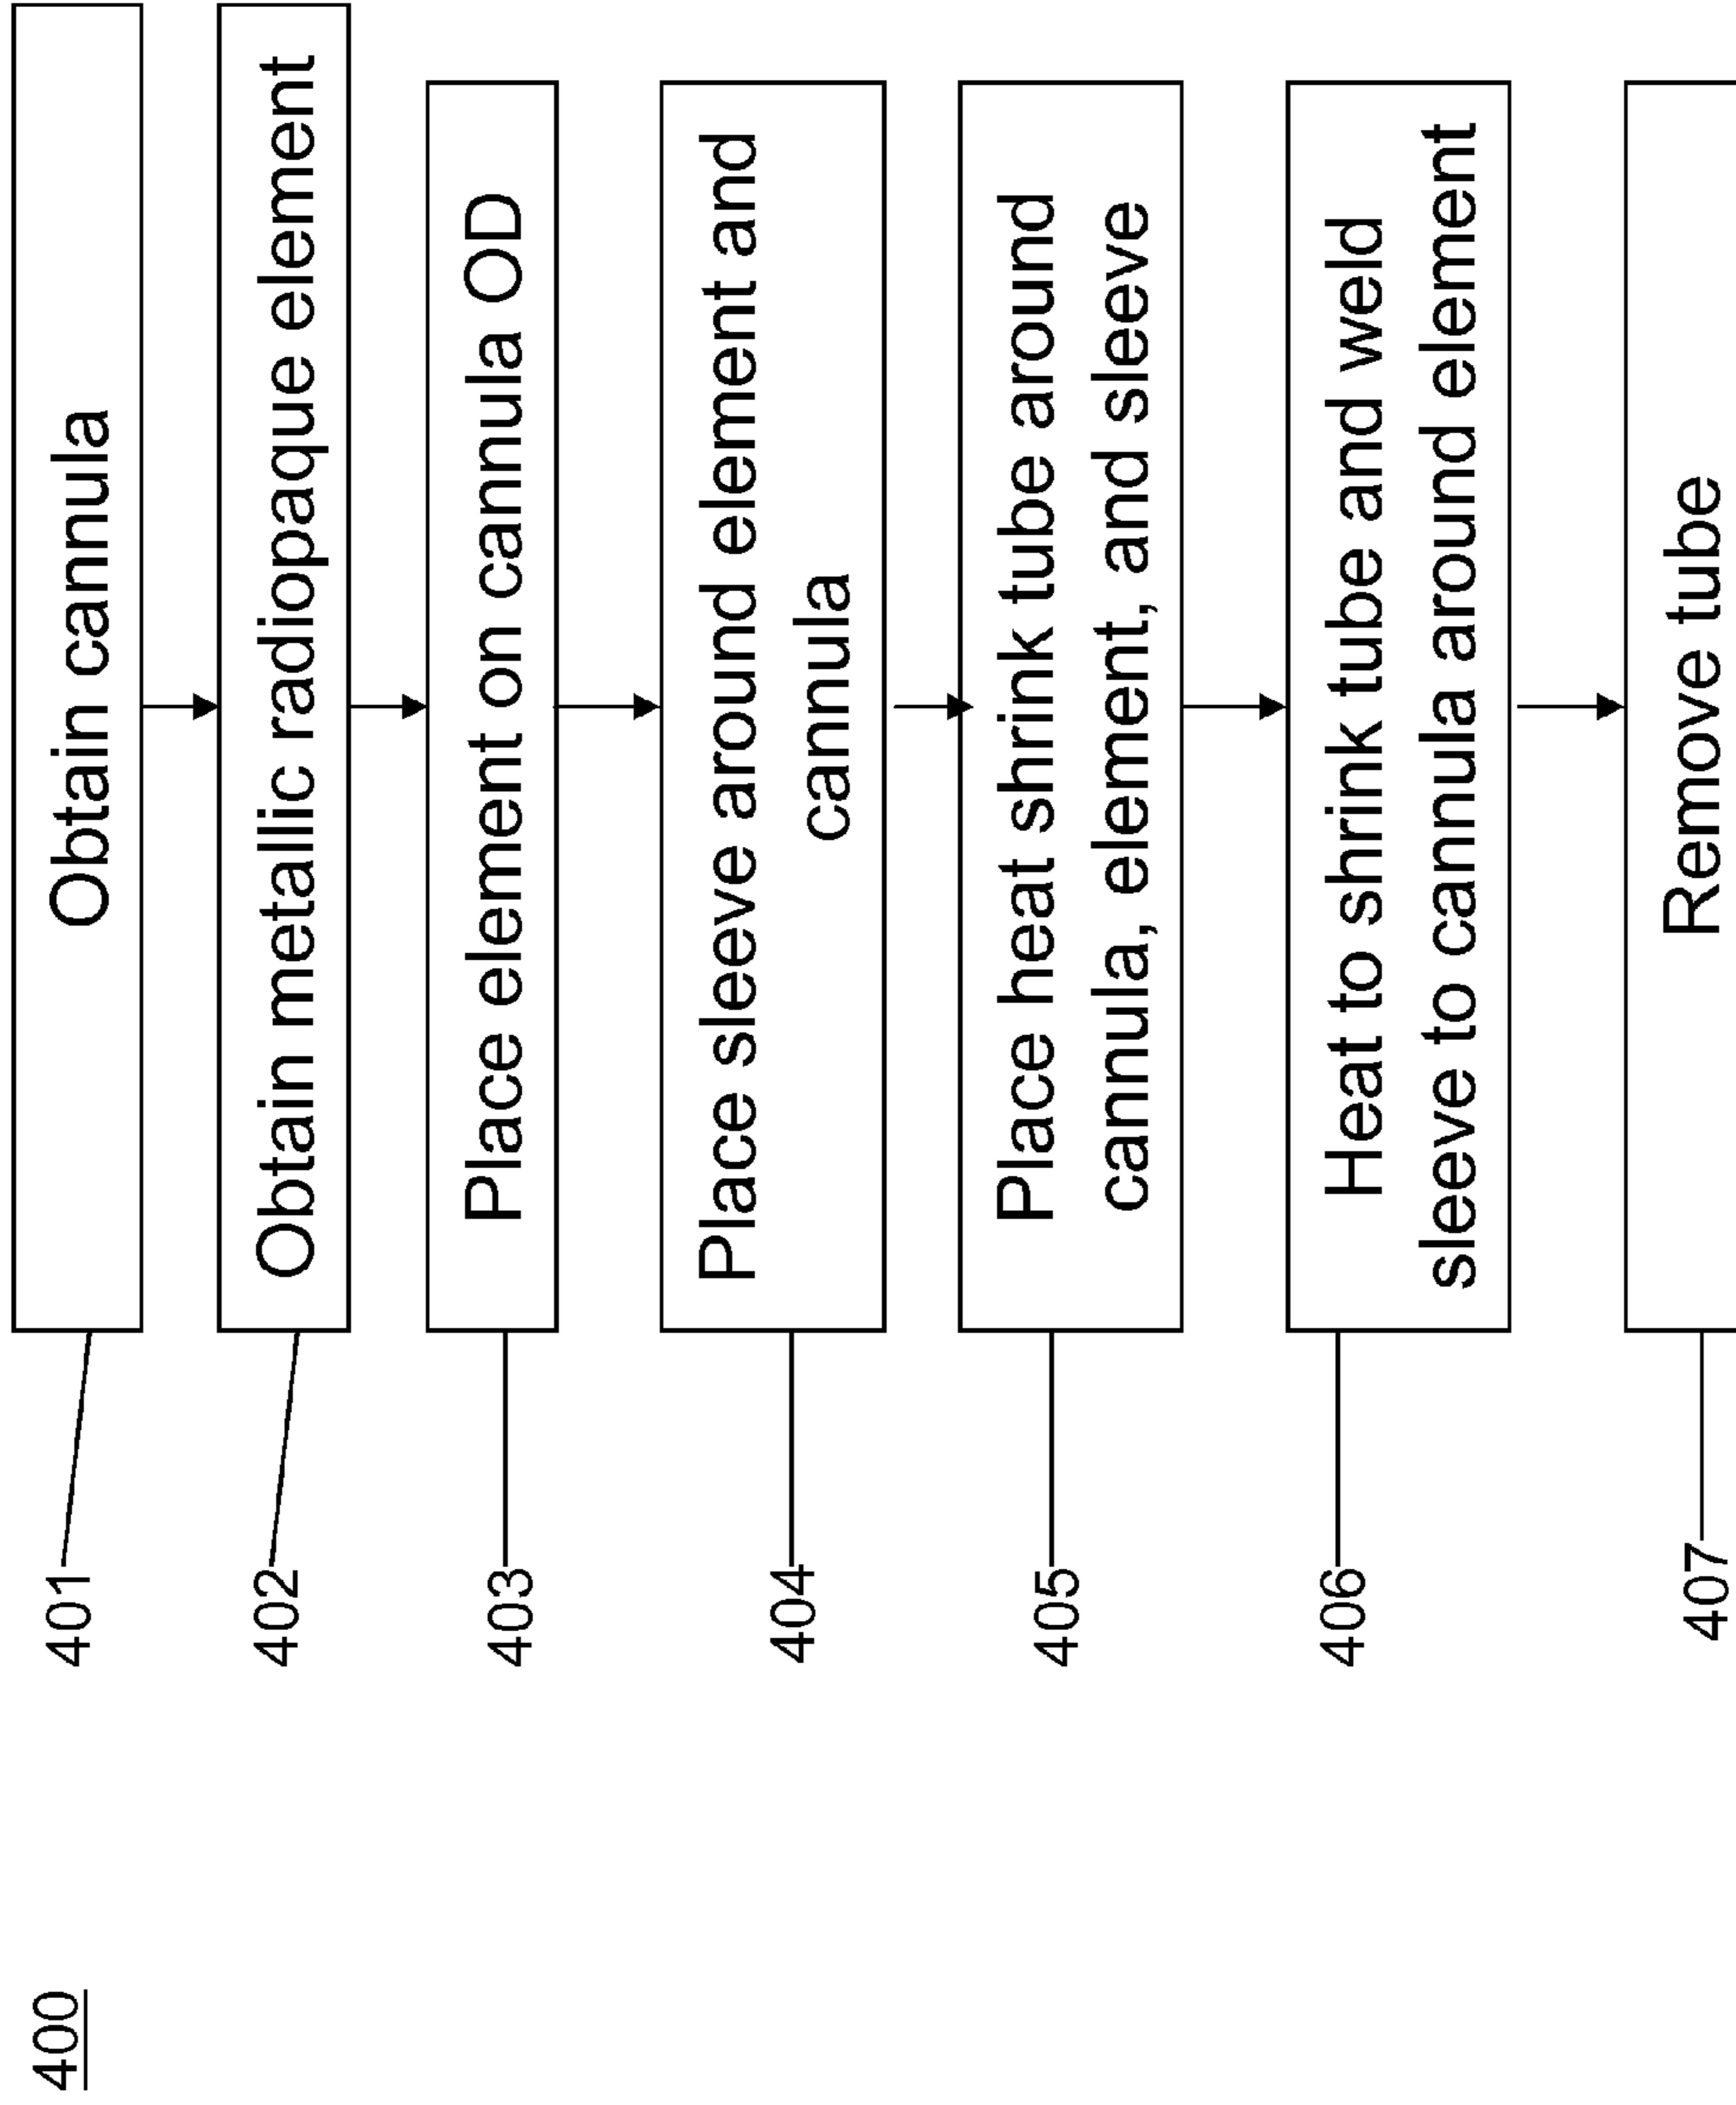 400
401
Obtain cannula
402
Obtain metallic radiopaque element
403
Place element on cannula OD
404
Place sleeve around element and
cannula
405
Place heat shrink tube around
cannula, element, and sleeve
406
Heat to shrink tube and weld
sleeve to cannula around element
407
Remove tube